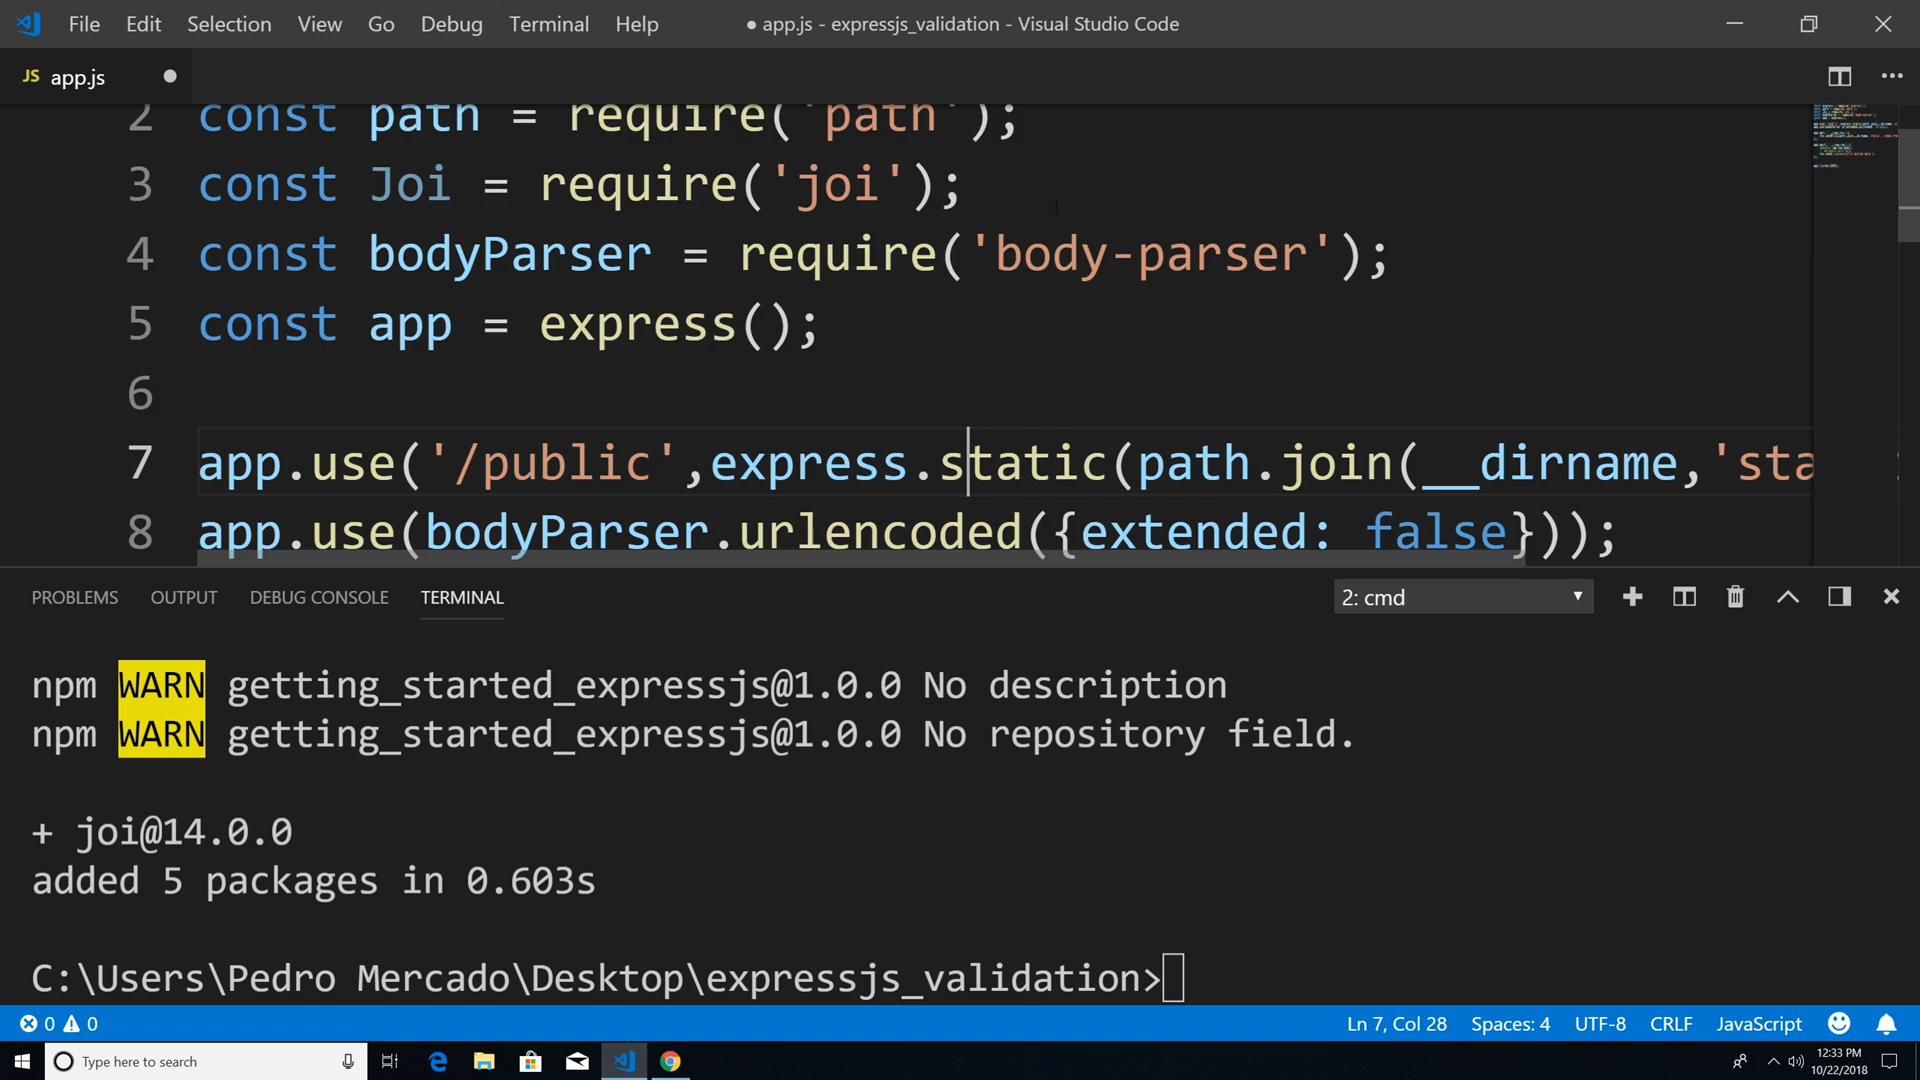 File Edit Selection View Go Debug Terminal Help ● app.js - expressjs_validation - Visual Studio Code
JS app.js
2 const path = require('path');
3 const Joi = require('joi');
4 const bodyParser = require('body-parser');
5 const app = express();
6
7 app.use('/public',express.static(path.join(__dirname,'sta
8 app.use(bodyParser.urlencoded({extended: false}));
PROBLEMS OUTPUT DEBUG CONSOLE TERMINAL 2: cmd
npm WARN getting_started_expressjs@1.0.0 No description
npm WARN getting_started_expressjs@1.0.0 No repository field.
+ joi@14.0.0
added 5 packages in 0.603s
C:\Users\Pedro Mercado\Desktop\expressjs_validation>
0 0 Ln 7, Col 28 Spaces: 4 UTF-8 CRLF JavaScript
Type here to search
12:33 PM
10/22/2018